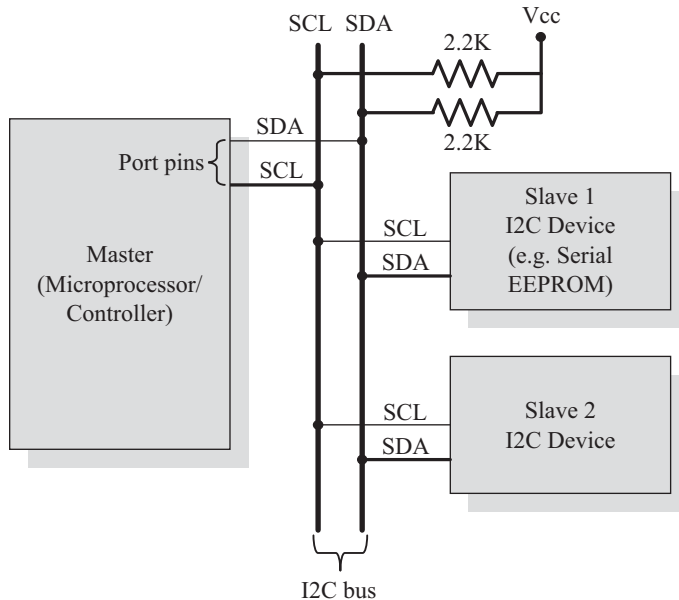 Vcc
SCL SDA
2.2K
2.2K
SDA
Port pins
SCL
Master
(Microprocessor/
Controller)
SCL
SDA
Slave 1
I2C Device
(e.g. Serial
EEPROM)
SCL
SDA
Slave 2
I2C Device
I2C bus